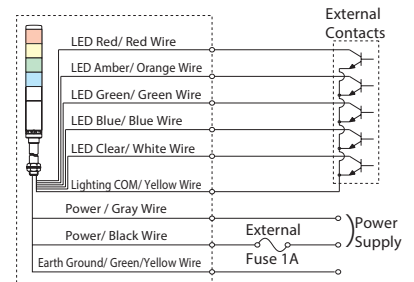 External
Contacts
LED Red/ Red Wire
LED Amber/ Orange Wire
LED Green/ Green Wire
LED Blue/ Blue Wire
LED Clear/ White Wire
Lighting COM/ Yellow Wire
Power / Gray Wire
Power/ Black Wire
External
Fuse 1A
Power
Supply
Earth Ground/ Green/Yellow Wire